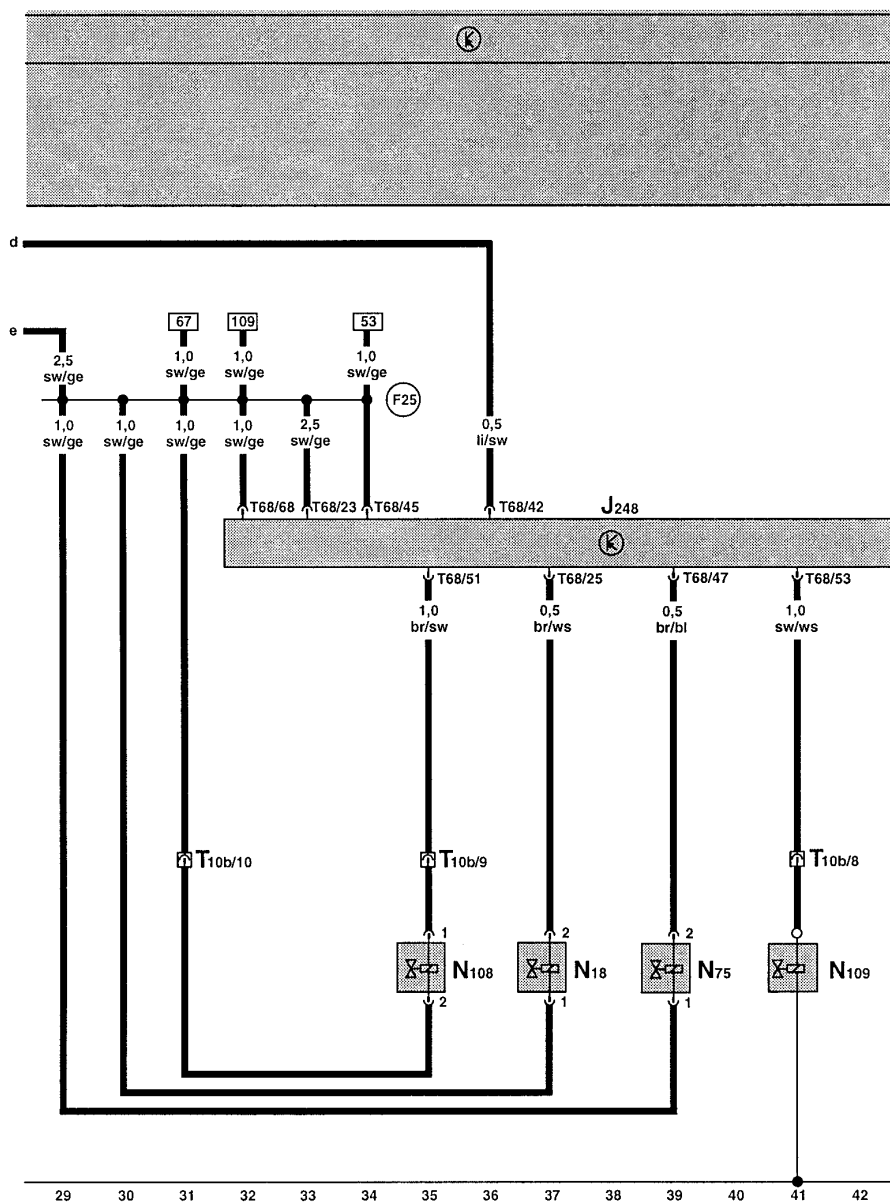 d
e
67 109 53
2,5 sw/ge
1,0 sw/ge
1,0 sw/ge
1,0 sw/ge
F25
1,0 sw/ge
1,0 sw/ge
1,0 sw/ge
1,0 sw/ge
2,5 sw/ge
0,5 li/sw
T68/68 T68/23 T68/45 T68/42 J248
T68/51 T68/25 T68/47 T68/53
1,0 br/sw
0,5 br/ws
0,5 br/bl
1,0 sw/ws
T10b/10 T10b/9 T10b/8
1 2 2
N108 N18 N75 N109
2 1 1
29 30 31 32 33 34 35 36 37 38 39 40 41 42